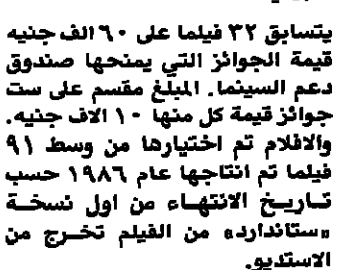 يتسابق ٣٢ فيلما على ٦٠ الف جنيه
قيمة الجوائز التي يمنحها صندوق
دعم السينما. المبلغ مقسم على ست
جوائز قيمة كل منها ١٠ الاف جنيه.
والافلام تم اختيارها من وسط ٩١
فيلما تم انتاجها عام ١٩٨٦ حسب
تاريخ الانتهاء من اول نسخة
«ستاندارد» من الفيلم تخرج من
الاستديو.